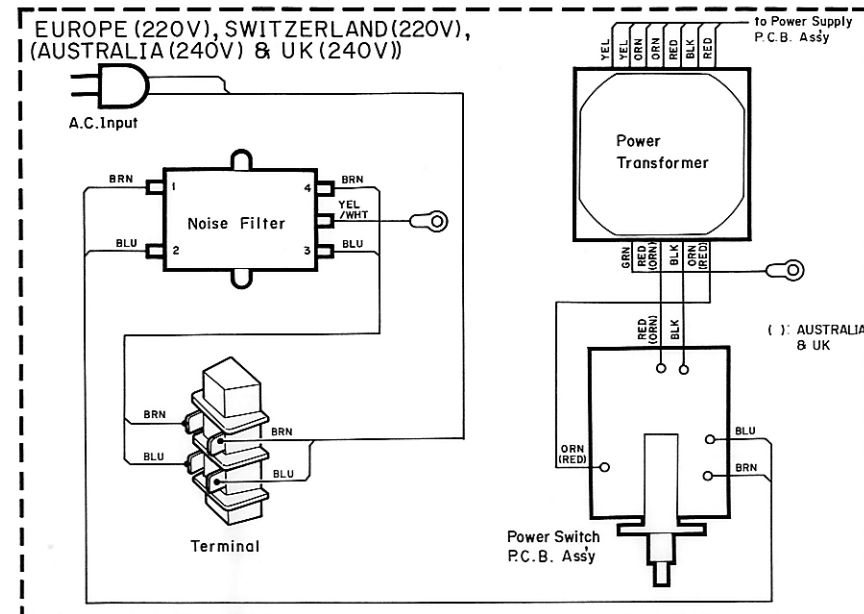 EUROPE (220V), SWITZERLAND (220V),
(AUSTRALIA (240V) & UK (240V))
A.C. Input
BRN
1
4
BRN
YEL
/WHT
Noise Filter
BLU
2
3
BLU
BRN
BRN
BLU
BLU
Terminal
to Power Supply
P.C.B. Ass'y
YEL
YEL
ORN
ORN
RED
BLK
RED
Power
Transformer
GRN
RED
(ORN)
BLK
ORN
(RED)
( ): AUSTRALIA
& UK
RED
(ORN)
BLK
BLU
ORN
(RED)
BRN
Power Switch
P.C.B. Ass'y